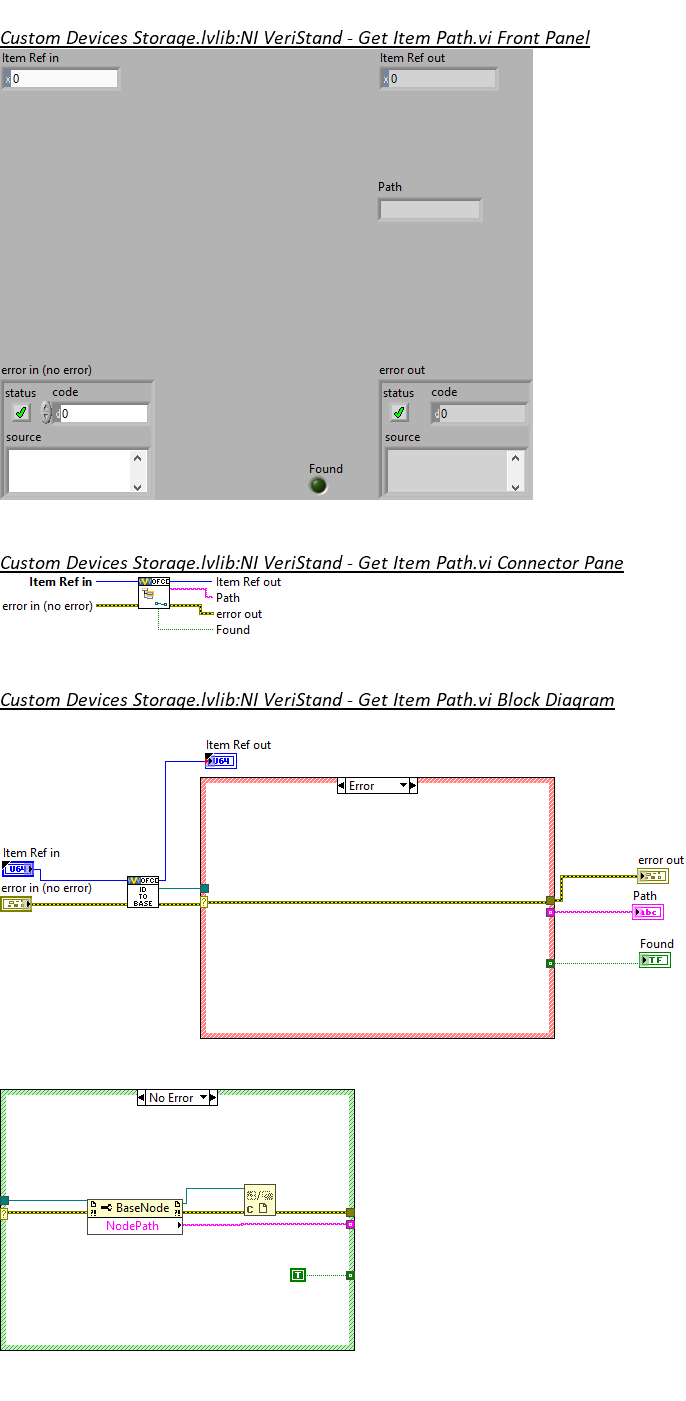 Custom Devices Storage.lvlib:NI VeriStand - Get Item Path.vi Front Panel
Item Ref in
Item Ref out
x 0
x 0
Path
error in (no error)
error out
status
code
status
code
d 0
d 0
source
source
Found
Custom Devices Storage.lvlib:NI VeriStand - Get Item Path.vi Connector Pane
Item Ref in
OFCD
Item Ref out
Path
error in (no error)
error out
Found
Custom Devices Storage.lvlib:NI VeriStand - Get Item Path.vi Block Diagram
Item Ref out
U64
Error
Item Ref in
U64
error in (no error)
OFCD
ID
TO
BASE
?
error out
Path
abc
Found
TF
No Error
?
BaseNode
NodePath
?!
?!
C
T